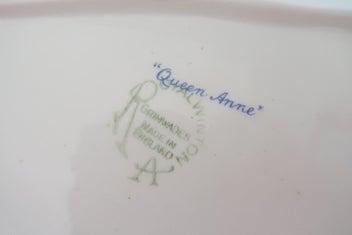 "Queen Anne"
ROYAL WINTON
GRIMWADES
MADE IN
ENGLAND
A